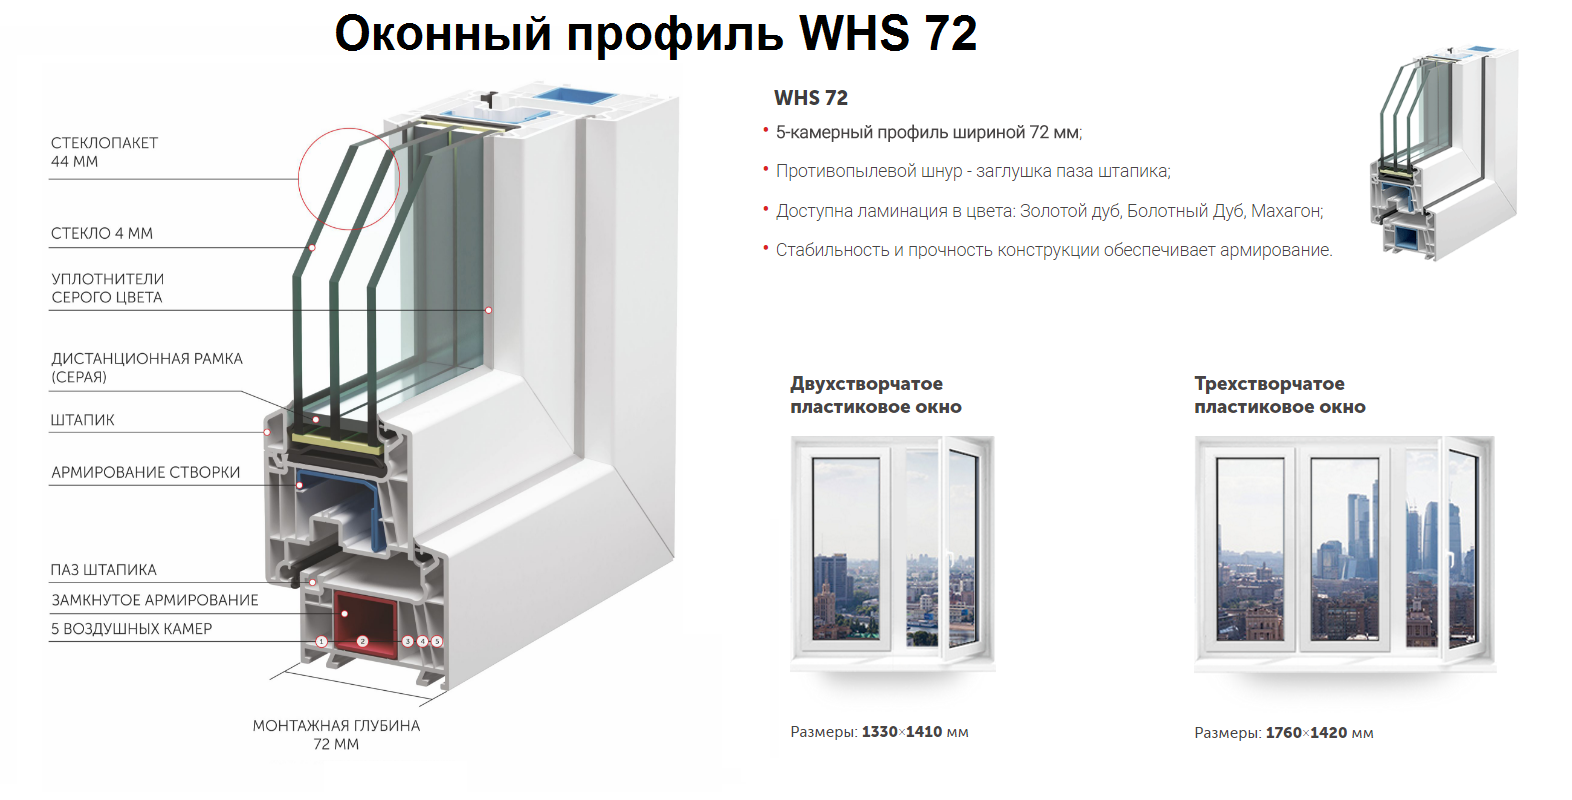 Оконный профиль WHS 72
СТЕКЛОПАКЕТ
44 ММ
СТЕКЛО 4 ММ
УПЛОТНИТЕЛИ
СЕРОГО ЦВЕТА
ДИСТАНЦИОННАЯ РАМКА
(СЕРАЯ)
ШТАПИК
АРМИРОВАНИЕ СТВОРКИ
ПАЗ ШТАПИКА
ЗАМКНУТОЕ АРМИРОВАНИЕ
5 ВОЗДУШНЫХ КАМЕР
1 2 3 4 5
МОНТАЖНАЯ ГЛУБИНА
72 ММ
WHS 72
• 5-камерный профиль шириной 72 мм;
• Противопылевой шнур - заглушка паза штапика;
• Доступна ламинация в цвета: Золотой дуб, Болотный Дуб, Махагон;
• Стабильность и прочность конструкции обеспечивает армирование.
Двухстворчатое
пластиковое окно
Размеры: 1330×1410 мм
Трехстворчатое
пластиковое окно
Размеры: 1760×1420 мм